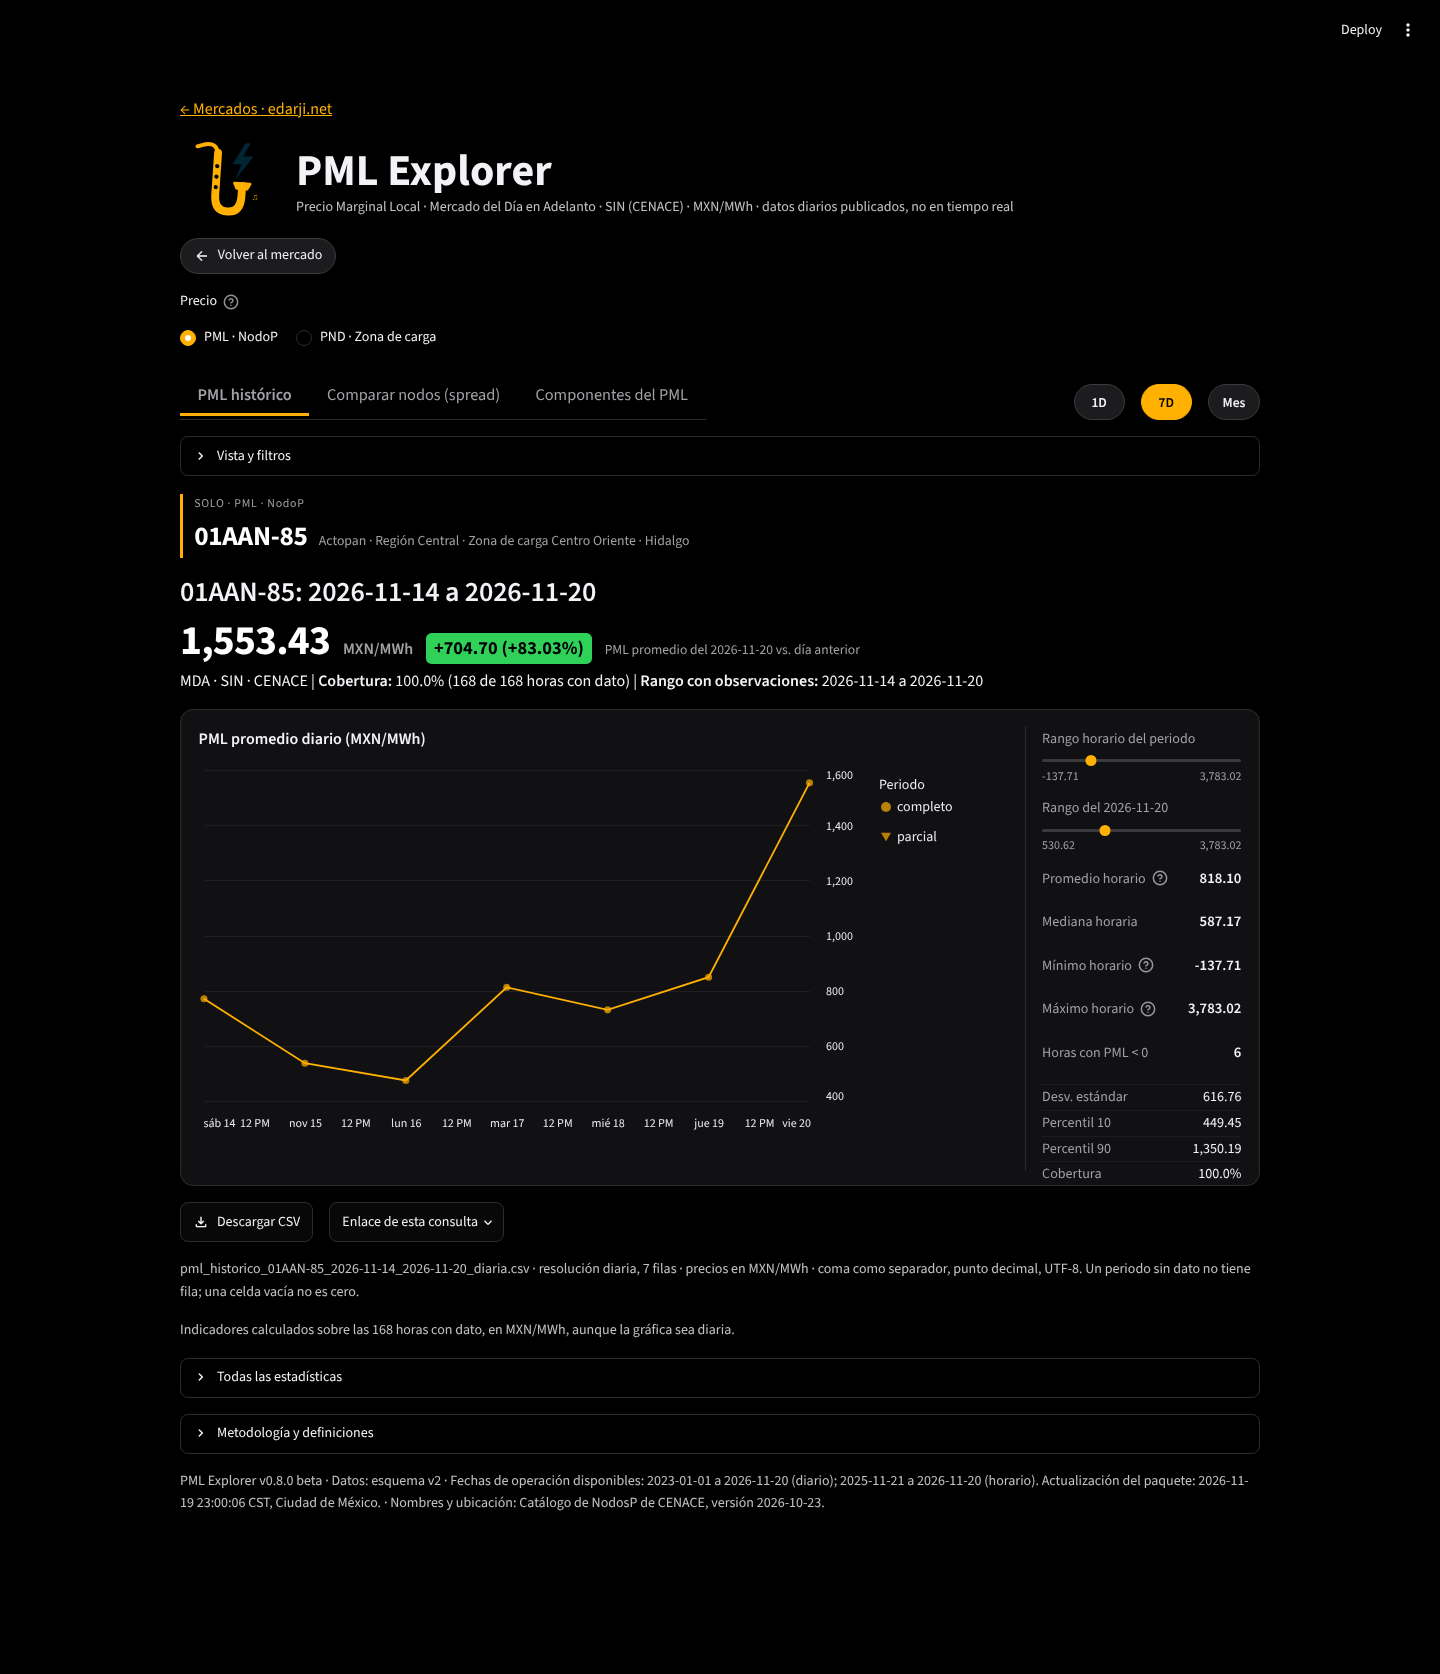 Deploy
← Mercados · edarji.net
PML Explorer
Precio Marginal Local · Mercado del Día en Adelanto · SIN (CENACE) · MXN/MWh · datos diarios publicados, no en tiempo real
Volver al mercado
Precio
PML · NodoP
PND · Zona de carga
PML histórico
Comparar nodos (spread)
Componentes del PML
1D
7D
Mes
Vista y filtros
SOLO · PML · NodoP
01AAN-85 Actopan · Región Central · Zona de carga Centro Oriente · Hidalgo
01AAN-85: 2026-11-14 a 2026-11-20
1,553.43 MXN/MWh +704.70 (+83.03%) PML promedio del 2026-11-20 vs. día anterior
MDA · SIN · CENACE | Cobertura: 100.0% (168 de 168 horas con dato) | Rango con observaciones: 2026-11-14 a 2026-11-20
PML promedio diario (MXN/MWh)
1,600
1,400
1,200
1,000
800
600
400
sáb 14 12 PM nov 15 12 PM lun 16 12 PM mar 17 12 PM mié 18 12 PM jue 19 12 PM vie 20
Periodo
completo
parcial
Rango horario del periodo
-137.71 3,783.02
Rango del 2026-11-20
530.62 3,783.02
Promedio horario 818.10
Mediana horaria 587.17
Mínimo horario -137.71
Máximo horario 3,783.02
Horas con PML < 0 6
Desv. estándar 616.76
Percentil 10 449.45
Percentil 90 1,350.19
Cobertura 100.0%
Descargar CSV
Enlace de esta consulta
pml_historico_01AAN-85_2026-11-14_2026-11-20_diaria.csv · resolución diaria, 7 filas · precios en MXN/MWh · coma como separador, punto decimal, UTF-8. Un periodo sin dato no tiene
fila; una celda vacía no es cero.
Indicadores calculados sobre las 168 horas con dato, en MXN/MWh, aunque la gráfica sea diaria.
Todas las estadísticas
Metodología y definiciones
PML Explorer v0.8.0 beta · Datos: esquema v2 · Fechas de operación disponibles: 2023-01-01 a 2026-11-20 (diario); 2025-11-21 a 2026-11-20 (horario). Actualización del paquete: 2026-11-
19 23:00:06 CST, Ciudad de México. · Nombres y ubicación: Catálogo de NodosP de CENACE, versión 2026-10-23.